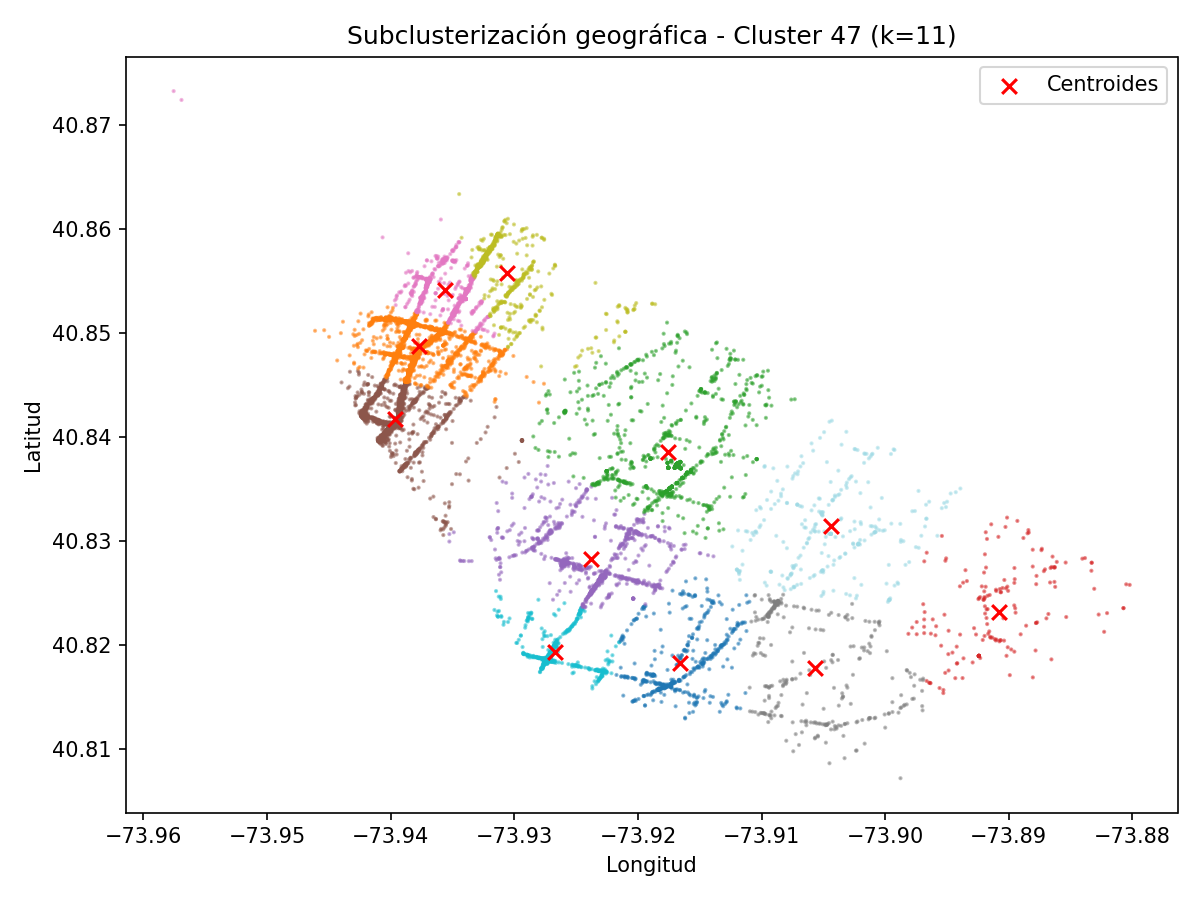 Subclusterización geográfica - Cluster 47 (k=11)
Centroides
40.87
40.86
40.85
40.84
40.83
40.82
40.81
Latitud
−73.96 −73.95 −73.94 −73.93 −73.92 −73.91 −73.90 −73.89 −73.88
Longitud